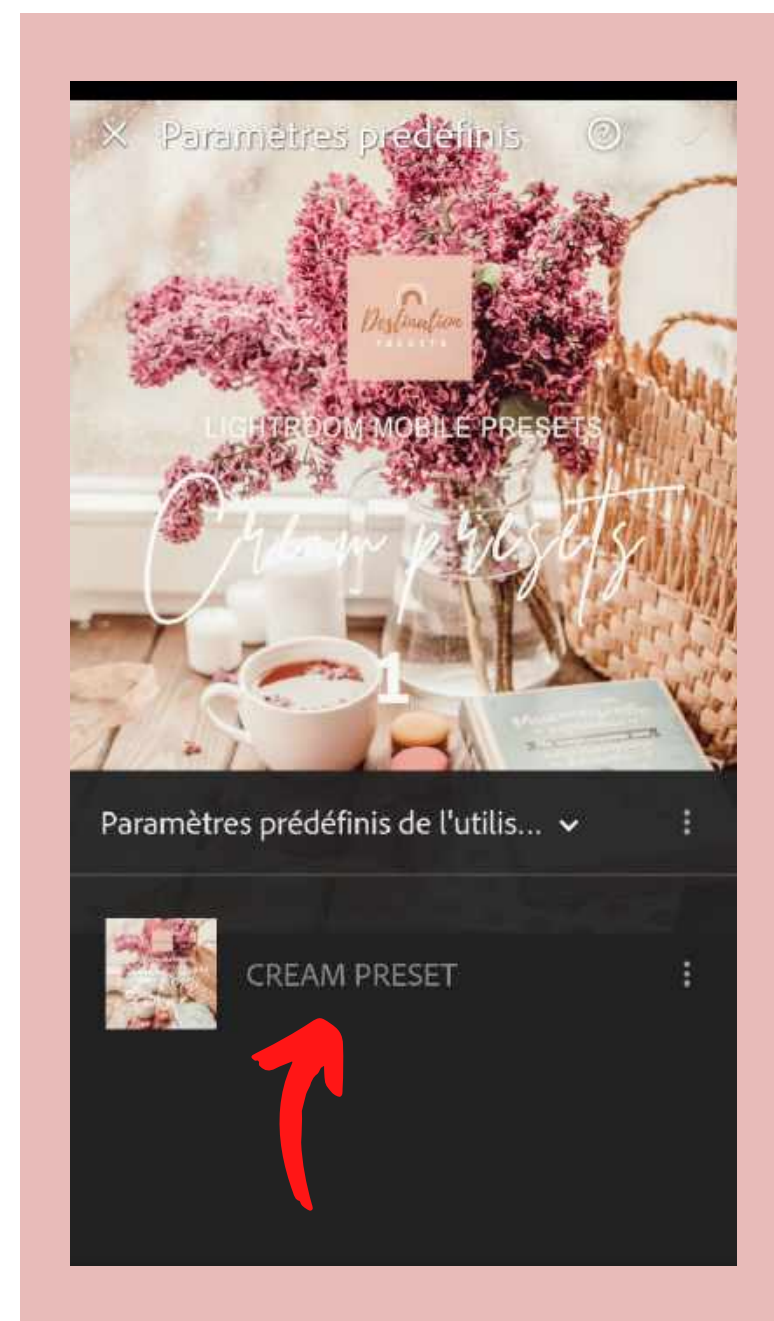 Paramètres prédéfinis
Destination
PRESETS
LIGHTROOM MOBILE PRESETS
Cream presets
1
Paramètres prédéfinis de l'utilis...
CREAM PRESET